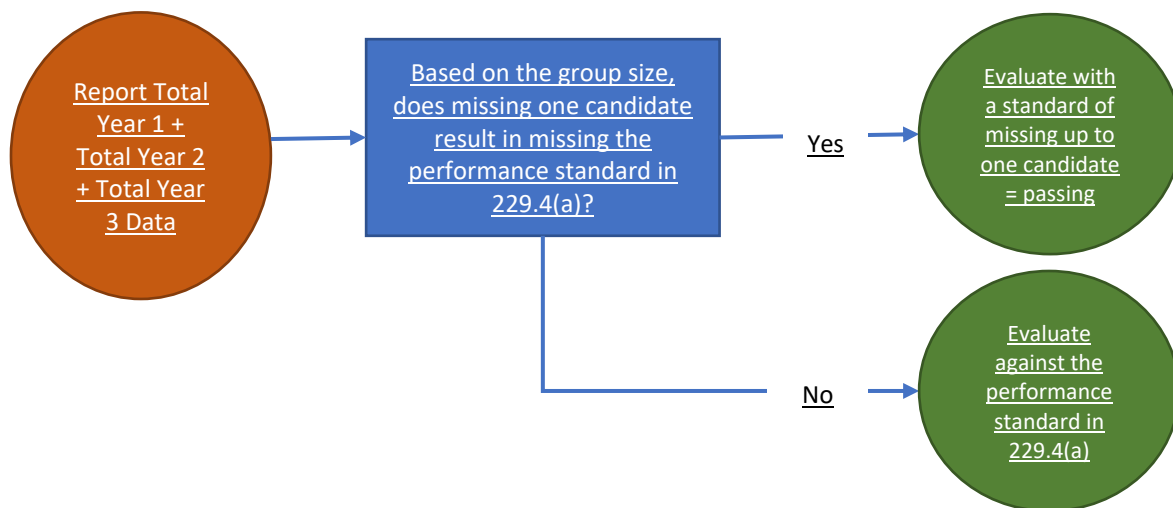 Report Total
Year 1 +
Total Year 2
+ Total Year
3 Data
Based on the group size,
does missing one candidate
result in missing the
performance standard in
229.4(a)?
Yes
Evaluate with
a standard of
missing up to
one candidate
= passing
No
Evaluate
against the
performance
standard in
229.4(a)